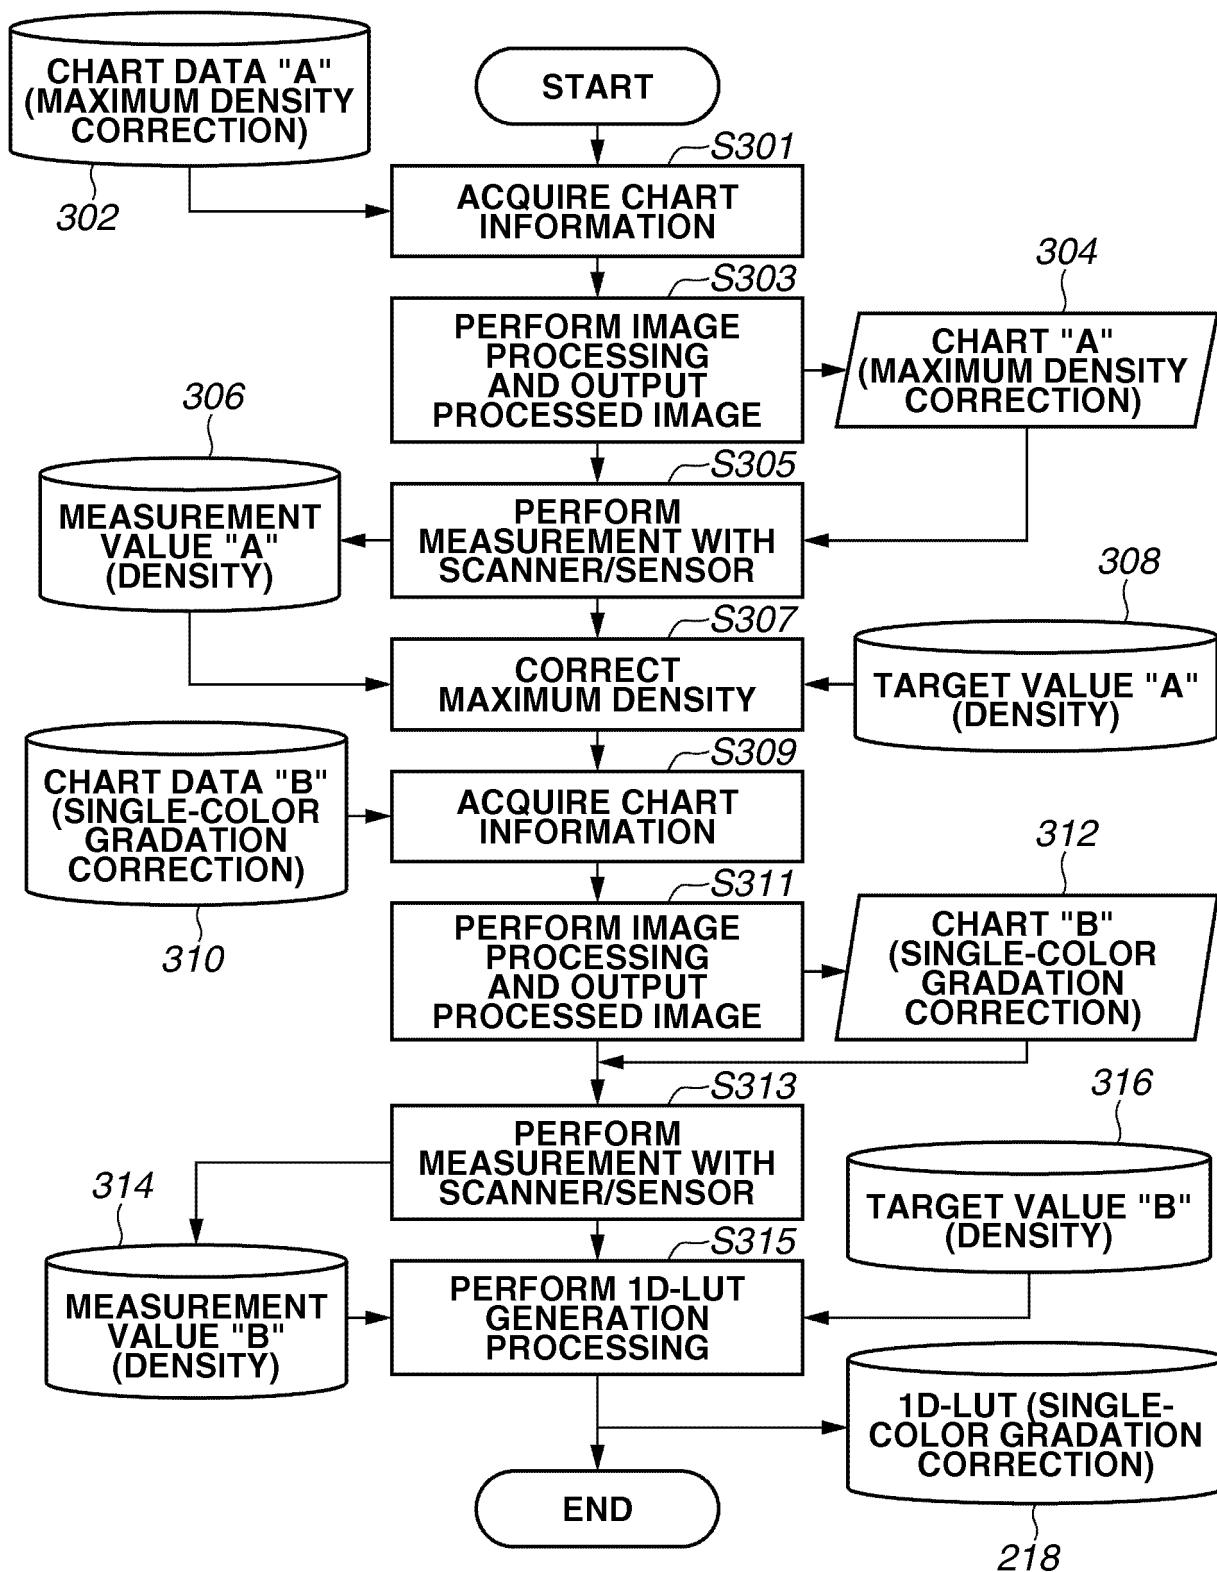 CHART DATA "A"
(MAXIMUM DENSITY
CORRECTION)
302
START
S301
ACQUIRE CHART
INFORMATION
S303
PERFORM IMAGE
PROCESSING
AND OUTPUT
PROCESSED IMAGE
304
CHART "A"
(MAXIMUM DENSITY
CORRECTION)
306
MEASUREMENT
VALUE "A"
(DENSITY)
S305
PERFORM
MEASUREMENT WITH
SCANNER/SENSOR
308
TARGET VALUE "A"
(DENSITY)
S307
CORRECT
MAXIMUM DENSITY
CHART DATA "B"
(SINGLE-COLOR
GRADATION
CORRECTION)
310
S309
ACQUIRE CHART
INFORMATION
S311
PERFORM IMAGE
PROCESSING
AND OUTPUT
PROCESSED IMAGE
312
CHART "B"
(SINGLE-COLOR
GRADATION
CORRECTION)
S313
PERFORM
MEASUREMENT WITH
SCANNER/SENSOR
314
MEASUREMENT
VALUE "B"
(DENSITY)
316
TARGET VALUE "B"
(DENSITY)
S315
PERFORM 1D-LUT
GENERATION
PROCESSING
1D-LUT (SINGLE-
COLOR GRADATION
CORRECTION)
218
END